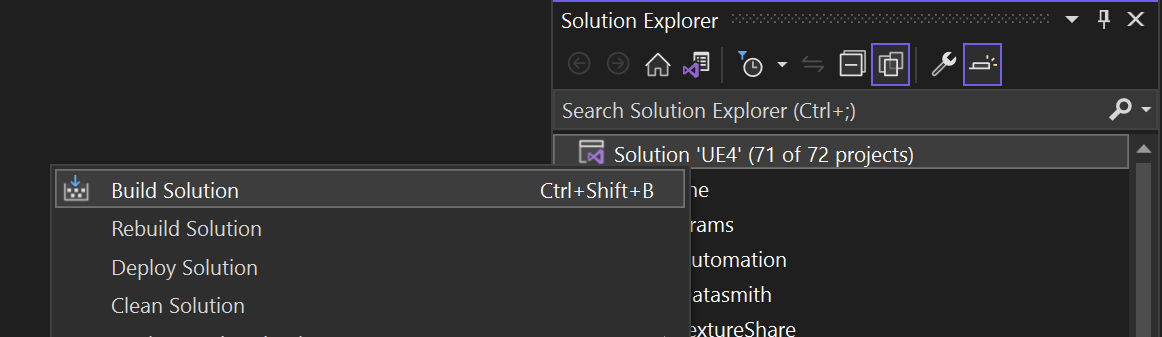 Solution Explorer
Search Solution Explorer (Ctrl+;)
Solution 'UE4' (71 of 72 projects)
Build Solution Ctrl+Shift+B
Rebuild Solution
Deploy Solution
Clean Solution